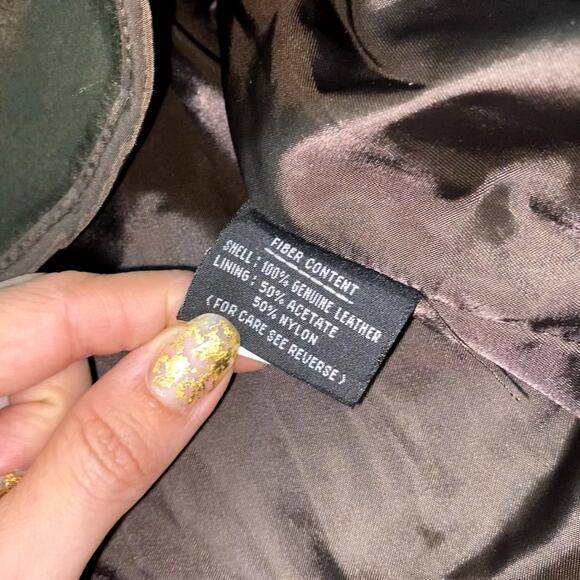 FIBER CONTENT
SHELL: 100% GENUINE LEATHER
LINING: 50% ACETATE
50% NYLON
(FOR CARE SEE REVERSE)